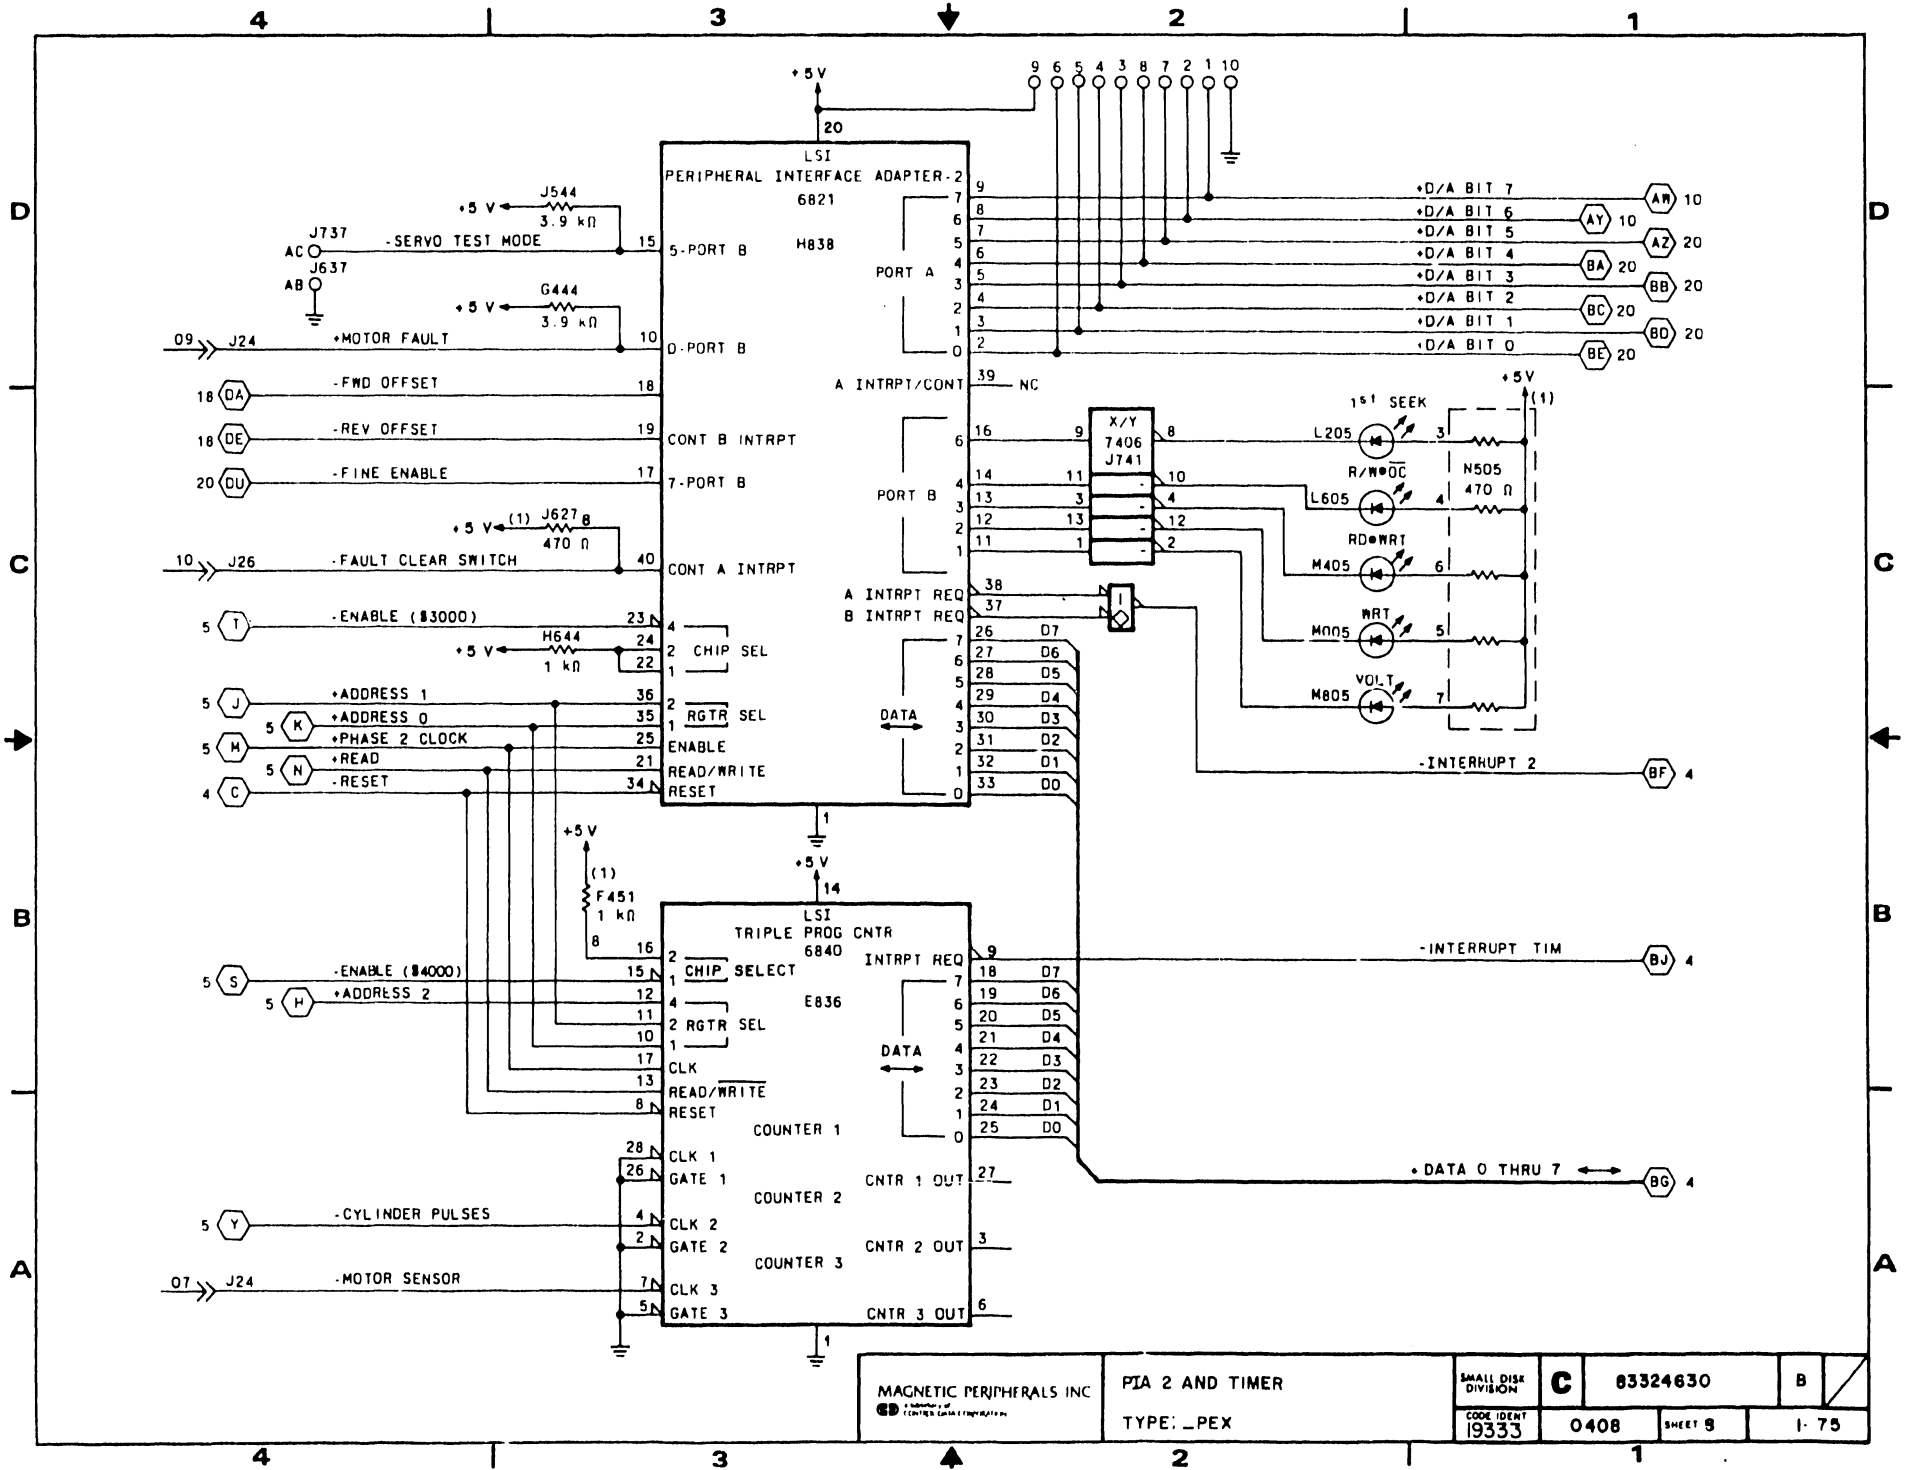 4 3 2 1
+5 V
9 6 5 4 3 8 7 2 1 10
20
LSI
PERIPHERAL INTERFACE ADAPTER-2
6821
H838
D
D
+5 V J544
3.9 kΩ
J737
AC -SERVO TEST MODE 15 5-PORT B
J637
AB
G444
+5 V
3.9 kΩ
09 J24 +MOTOR FAULT 10 0-PORT B
PORT A
7 9 +D/A BIT 7 AW 10
6 8 +D/A BIT 6 AY 10
5 7 +D/A BIT 5 AZ 20
4 6 +D/A BIT 4 BA 20
3 5 +D/A BIT 3 BB 20
2 4 +D/A BIT 2 BC 20
1 3 +D/A BIT 1 BD 20
0 2 +D/A BIT 0 BE 20
18 DA -FWD OFFSET 18
A INTRPT/CONT 39 NC
18 DE -REV OFFSET 19 CONT B INTRPT
20 DU -FINE ENABLE 17 7-PORT B
+5 V (1) J627 8
470 Ω
C
C
10 J26 -FAULT CLEAR SWITCH 40 CONT A INTRPT
PORT B
6 16 9 8
4 14 11 10
3 13 3 4
2 12 13 12
1 11 1 2
X/Y
7406
J741
+5V
(1)
1st SEEK
L205 3
R/W•OC
L605 4
N505
470 Ω
RD•WRT
M405 6
WRT
M005 5
VOLT
M805 7
A INTRPT REQ 38
B INTRPT REQ 37
5 T -ENABLE ($3000) 23 4
+5 V H644 24 2 CHIP SEL
1 kΩ 22 1
5 J +ADDRESS 1 36 2
5 K +ADDRESS 0 35 1 RGTR SEL
5 M +PHASE 2 CLOCK 25 ENABLE
5 N +READ 21 READ/WRITE
4 C -RESET 34 RESET
DATA
7 26 D7
6 27 D6
5 28 D5
4 29 D4
3 30 D3
2 31 D2
1 32 D1
0 33 D0
1
-INTERRUPT 2 BF 4
+5 V
(1)
F451
1 kΩ
8
+5 V
14
LSI
TRIPLE PROG CNTR
6840
E836
B
B
16 2
5 S -ENABLE ($4000) 15 1 CHIP SELECT
5 H +ADDRESS 2 12 4
11 2 RGTR SEL
10 1
17 CLK
13 READ/WRITE
8 RESET
INTRPT REQ 9 -INTERRUPT TIM BJ 4
DATA
7 18 D7
6 19 D6
5 20 D5
4 21 D4
3 22 D3
2 23 D2
1 24 D1
0 25 D0
COUNTER 1
28 CLK 1
26 GATE 1
CNTR 1 OUT 27
+DATA 0 THRU 7 BG 4
COUNTER 2
5 Y -CYLINDER PULSES 4 CLK 2
2 GATE 2
CNTR 2 OUT 3
COUNTER 3
A
A
07 J24 -MOTOR SENSOR 7 CLK 3
5 GATE 3
CNTR 3 OUT 6
1
MAGNETIC PERIPHERALS INC
PIA 2 AND TIMER
TYPE: _PEX
SMALL DISK
DIVISION
C 83324630 B
CODE IDENT
19333
0408 SHEET 9 1-75
4 3 2 1